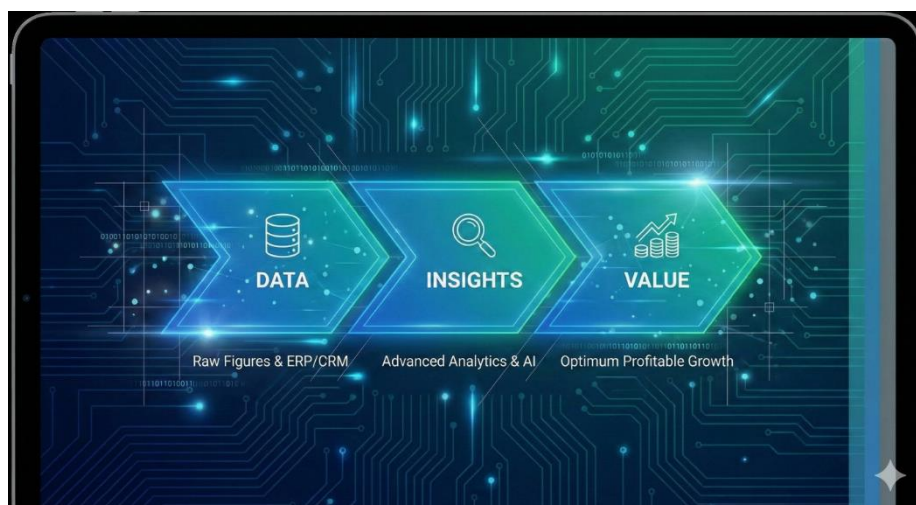 DATA
INSIGHTS
VALUE
Raw Figures & ERP/CRM
Advanced Analytics & AI
Optimum Profitable Growth